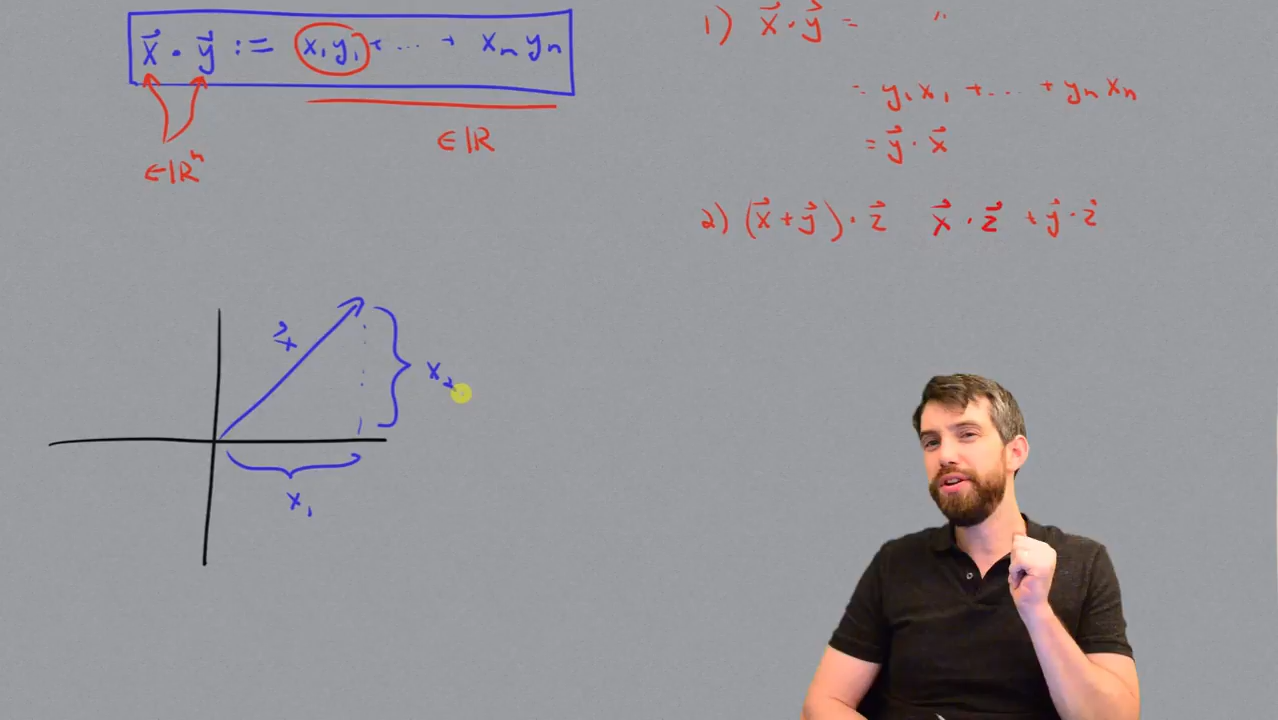 x⃗ · y⃗ := x₁y₁ + ... + xₙyₙ
∈ℝⁿ
∈ℝ
1) x⃗ · y⃗ = "
= y₁x₁ + ... + yₙxₙ
= y⃗ · x⃗
2) (x⃗ + y⃗) · z⃗ x⃗ · z⃗ + y⃗ · z⃗
x⃗
x₂
x₁